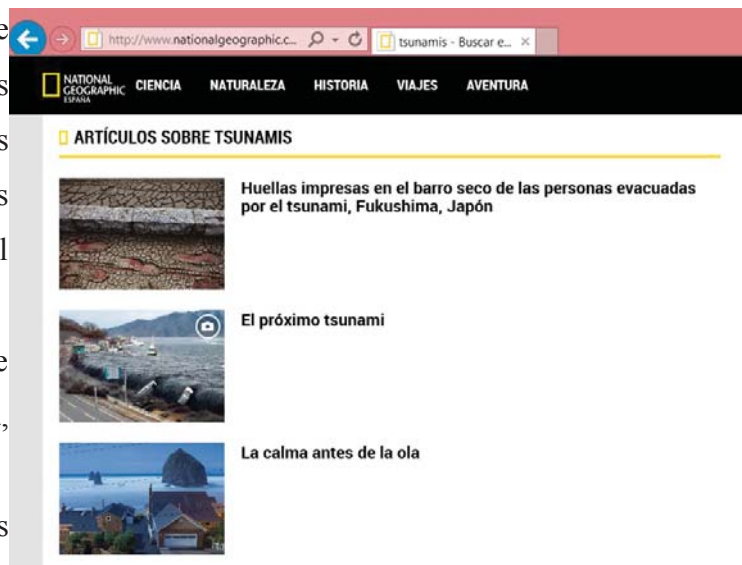 http://www.nationalgeographic.c...
tsunamis - Buscar e...
NATIONAL
GEOGRAPHIC
ESPAÑA
CIENCIA
NATURALEZA
HISTORIA
VIAJES
AVENTURA
ARTÍCULOS SOBRE TSUNAMIS
Huellas impresas en el barro seco de las personas evacuadas
por el tsunami, Fukushima, Japón
El próximo tsunami
La calma antes de la ola